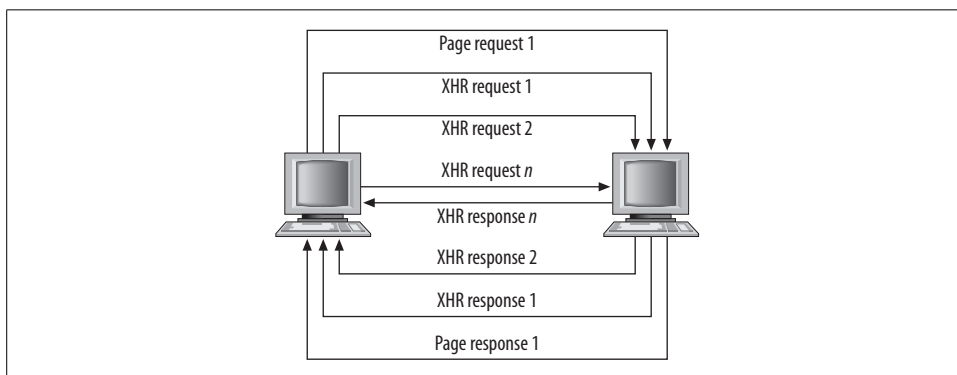 Page request 1
XHR request 1
XHR request 2
XHR request n
XHR response n
XHR response 2
XHR response 1
Page response 1